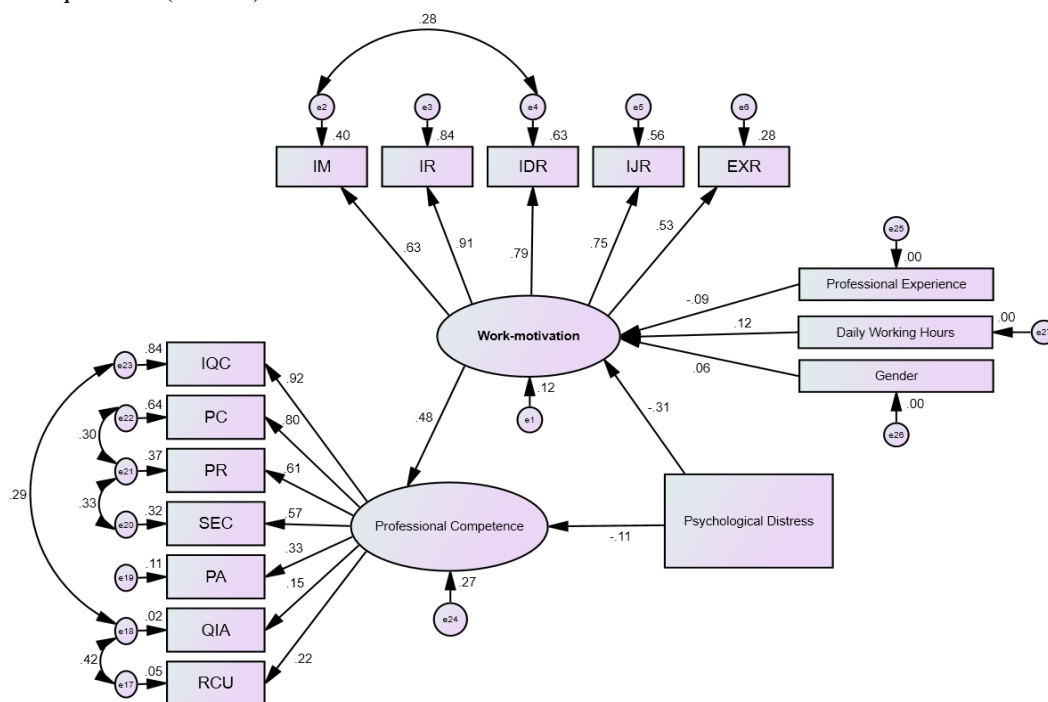 .28
e2
e3
e4
e5
e6
.40
.84
.63
.56
.28
IM
IR
IDR
IJR
EXR
.63
.91
.79
.75
.53
e25
.00
Professional Experience
-.09
Work-motivation
.12
Daily Working Hours
.00
e27
.06
Gender
.00
e26
.12
e1
-.31
.48
e23
.84
IQC
.92
e22
.64
PC
.80
.30
e21
.37
PR
.61
.29
.33
e20
.32
SEC
.57
Professional Competence
-.11
Psychological Distress
e19
.11
PA
.33
.27
e24
.15
e18
.02
QIA
.42
.22
e17
.05
RCU